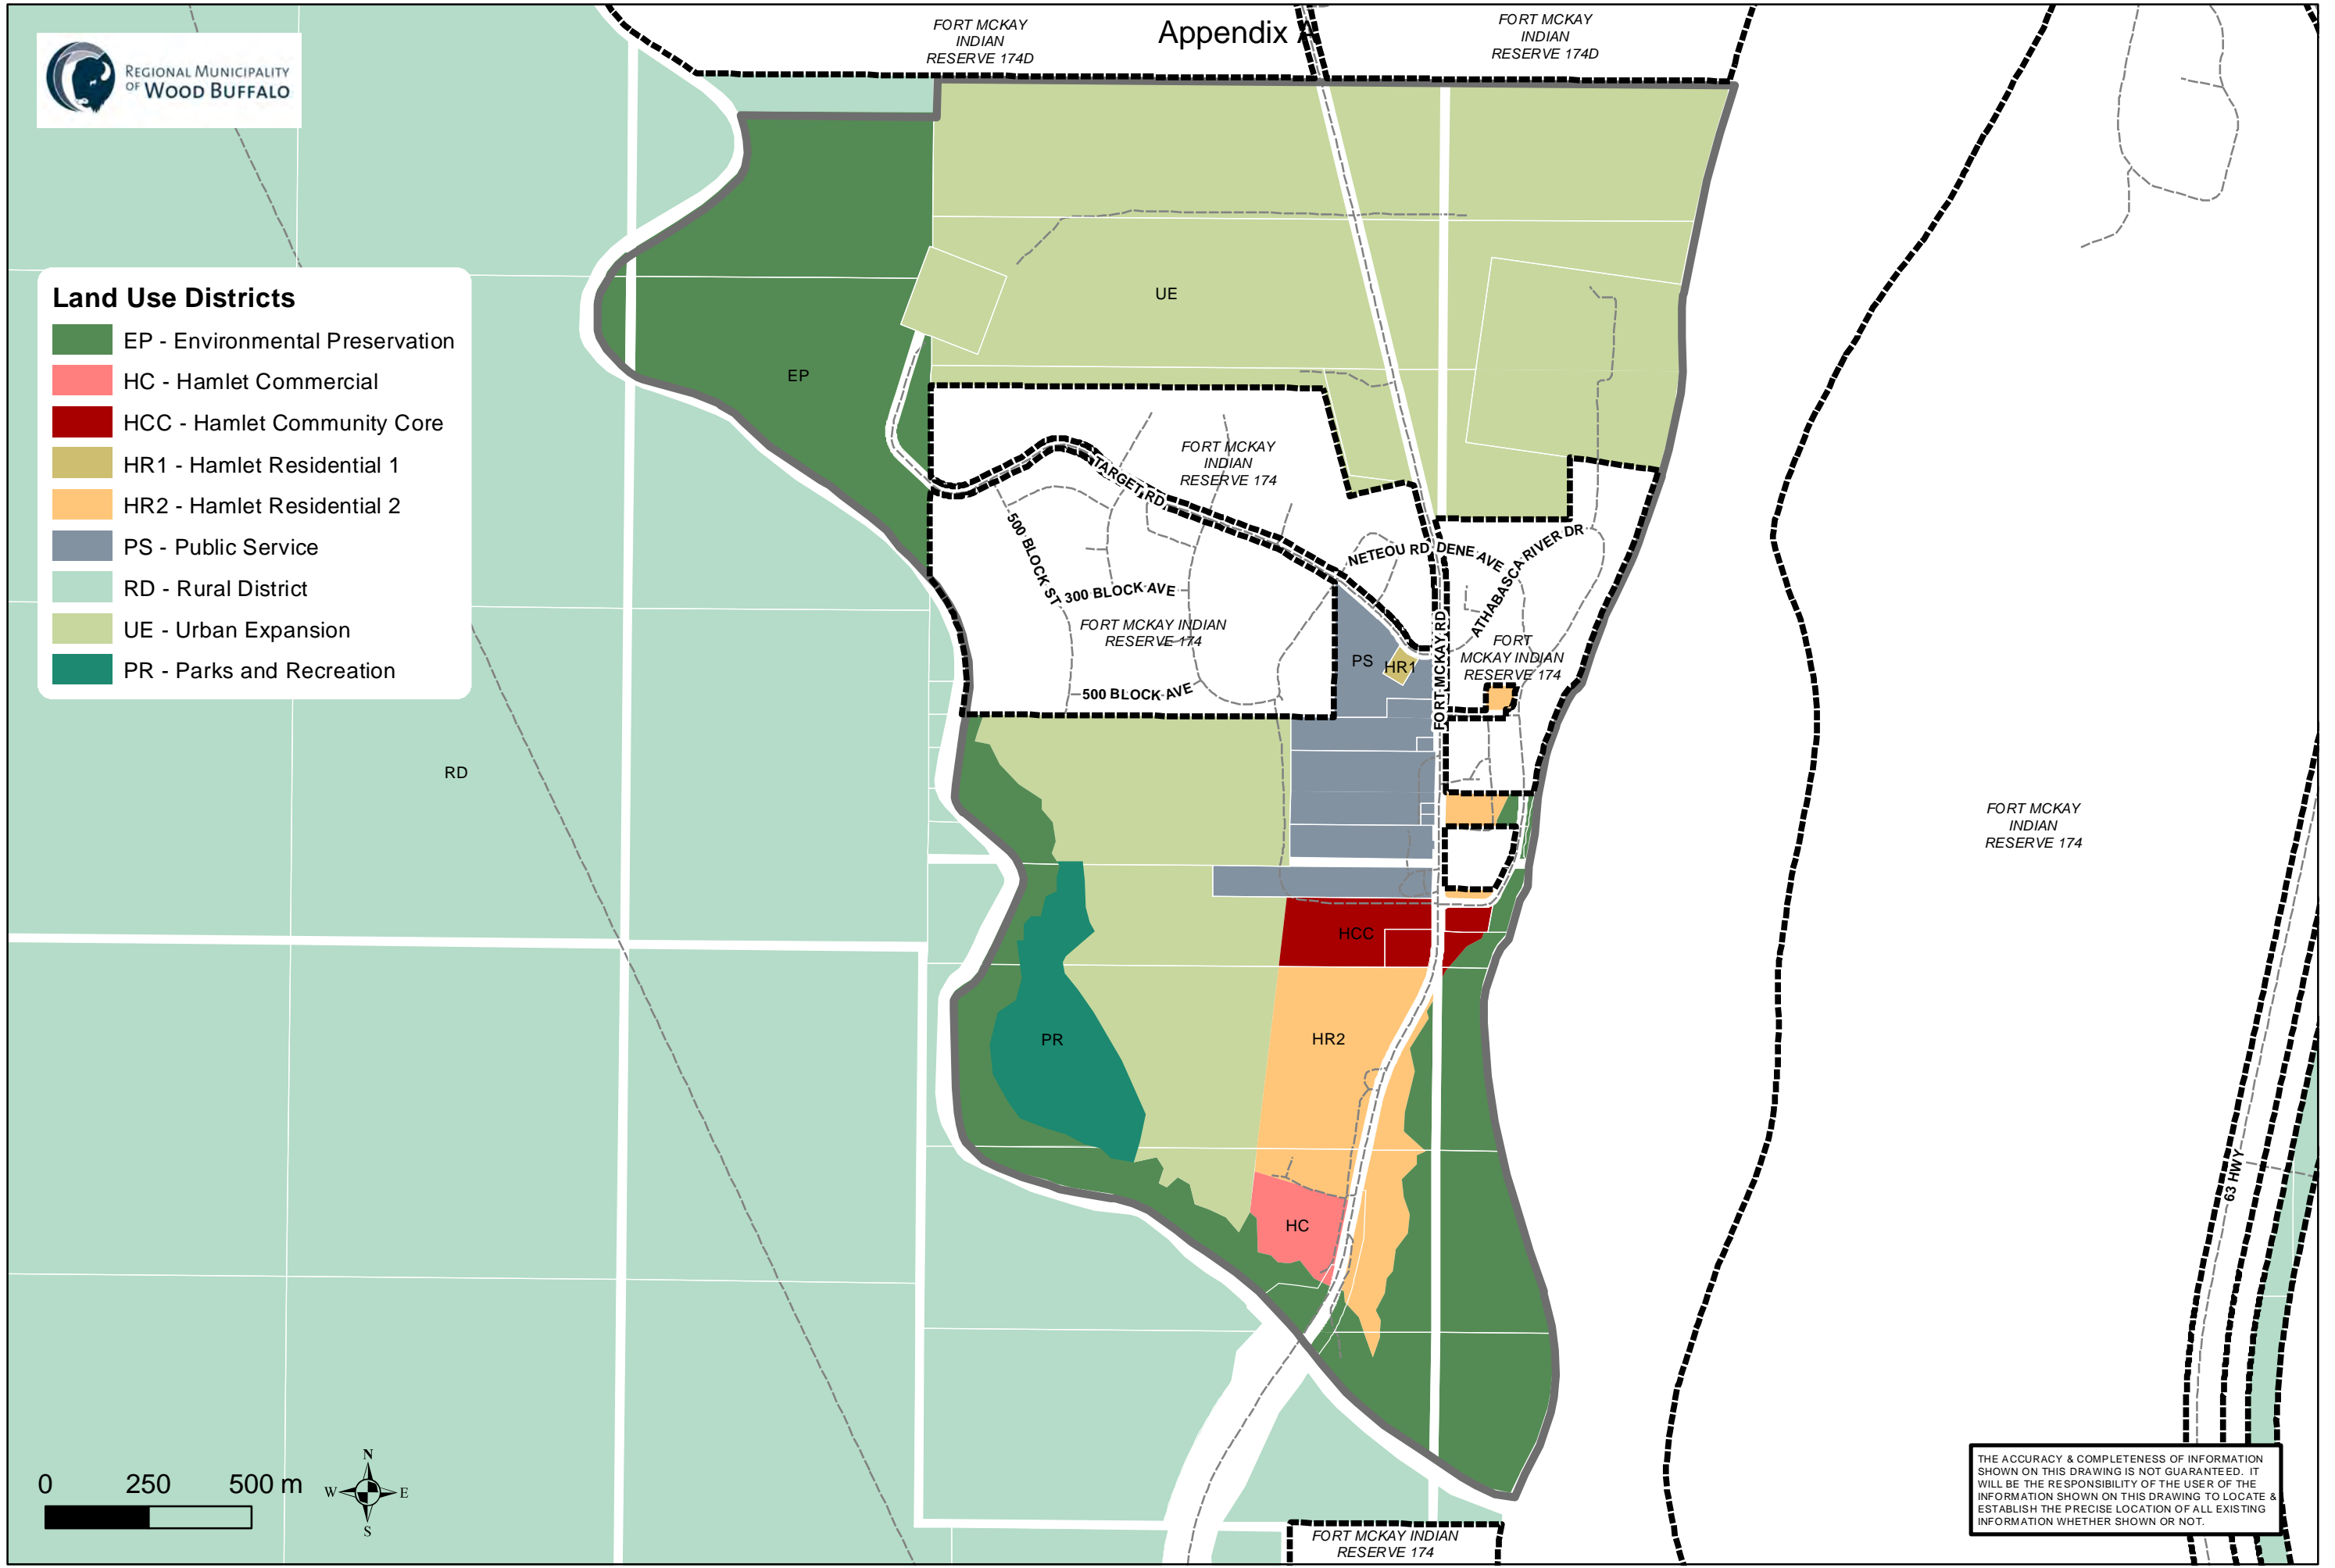 Appendix A
FORT MCKAY
INDIAN
RESERVE 174D
FORT MCKAY
INDIAN
RESERVE 174D
REGIONAL MUNICIPALITY
OF WOOD BUFFALO
Land Use Districts
EP - Environmental Preservation
HC - Hamlet Commercial
HCC - Hamlet Community Core
HR1 - Hamlet Residential 1
HR2 - Hamlet Residential 2
PS - Public Service
RD - Rural District
UE - Urban Expansion
PR - Parks and Recreation
UE
EP
FORT MCKAY
INDIAN
RESERVE 174
TARGET RD
500 BLOCK ST
NETEOU RD
DENE AVE
ATHABASCA RIVER DR
300 BLOCK AVE
FORT MCKAY INDIAN
RESERVE 174
FORT MCKAY RD
FORT
MCKAY INDIAN
RESERVE 174
PS
HR1
500 BLOCK AVE
RD
FORT MCKAY
INDIAN
RESERVE 174
HCC
PR
HR2
HC
63 HWY
0 250 500 m
N
W E
S
FORT MCKAY INDIAN
RESERVE 174
THE ACCURACY & COMPLETENESS OF INFORMATION
SHOWN ON THIS DRAWING IS NOT GUARANTEED. IT
WILL BE THE RESPONSIBILITY OF THE USER OF THE
INFORMATION SHOWN ON THIS DRAWING TO LOCATE &
ESTABLISH THE PRECISE LOCATION OF ALL EXISTING
INFORMATION WHETHER SHOWN OR NOT.